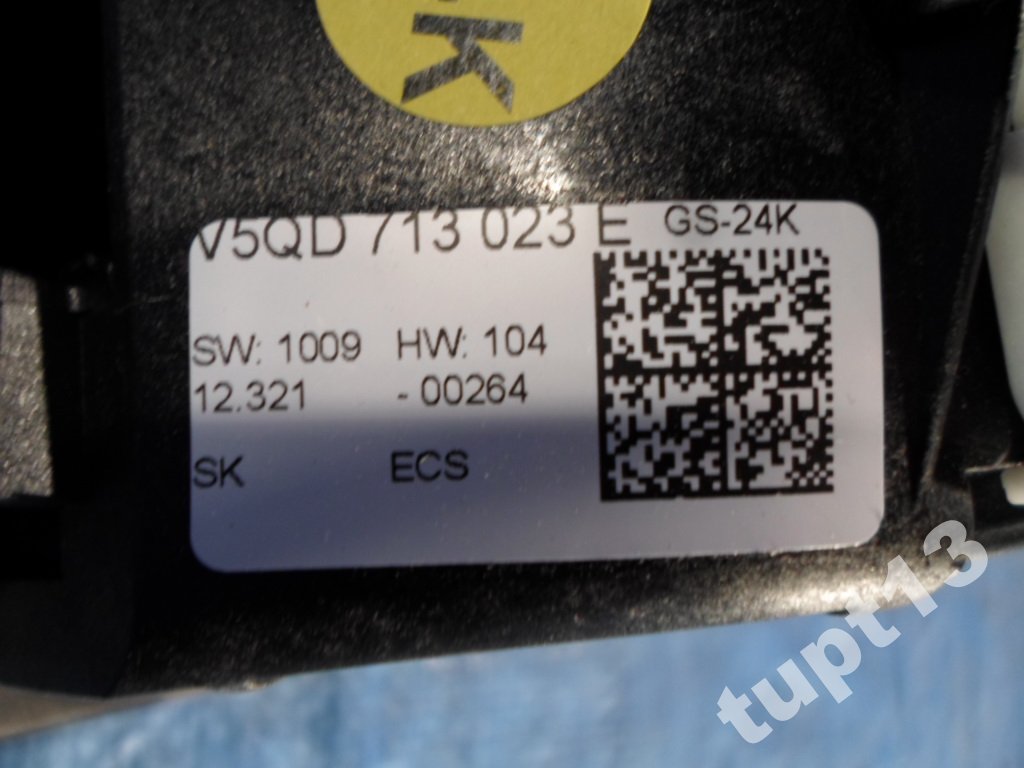 K
V5QD 713 023 E GS-24K
SW: 1009 HW: 104
12.321 - 00264
SK ECS
tupt13